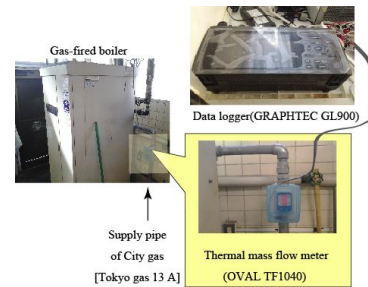 Gas-fired boiler
Data logger(GRAPHTEC GL900)
Supply pipe
of City gas
[Tokyo gas 13 A]
Thermal mass flow meter
(OVAL TF1040)